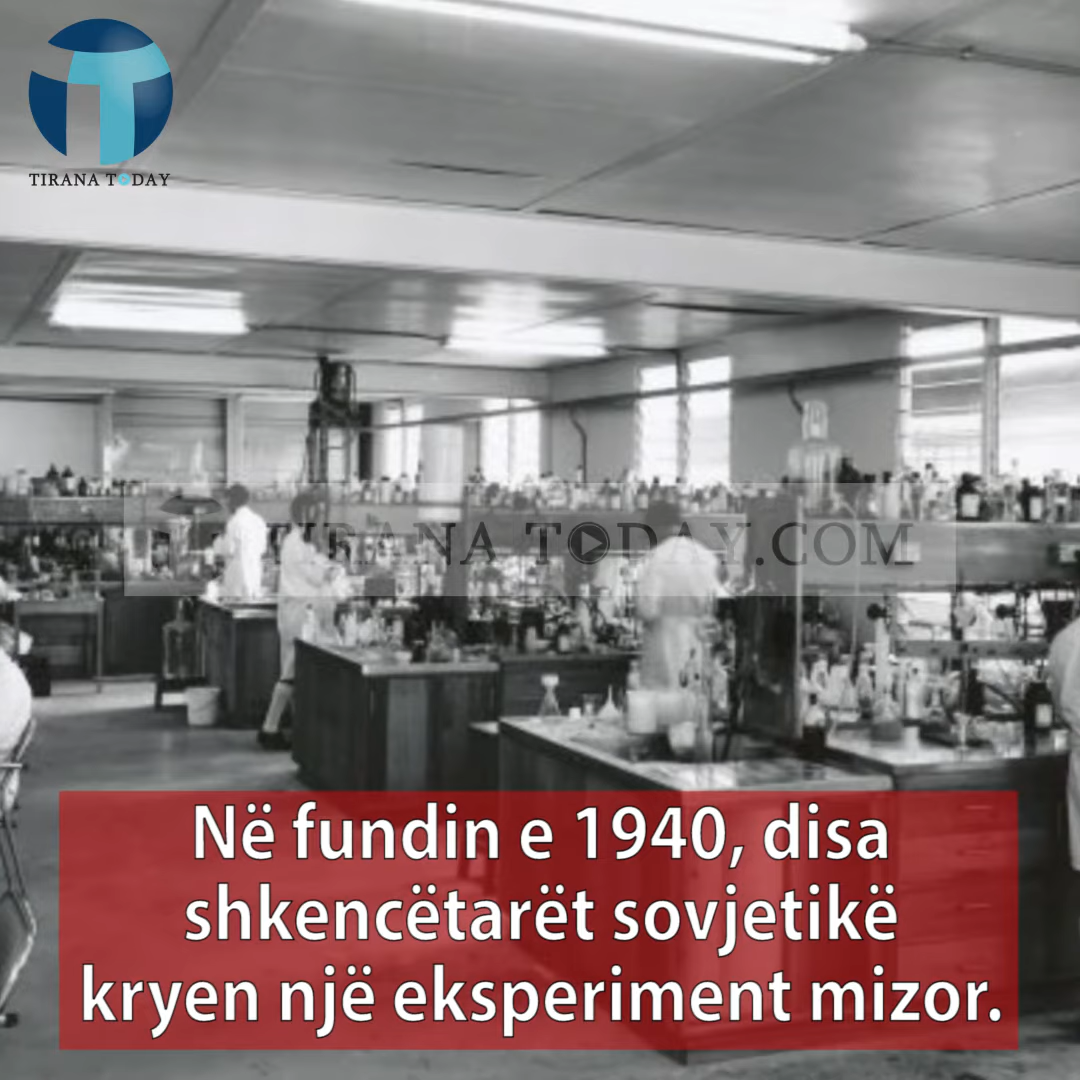 TIRANA TODAY
TIRANA TODAY.COM
Në fundin e 1940, disa
shkencëtarët sovjetikë
kryen një eksperiment mizor.